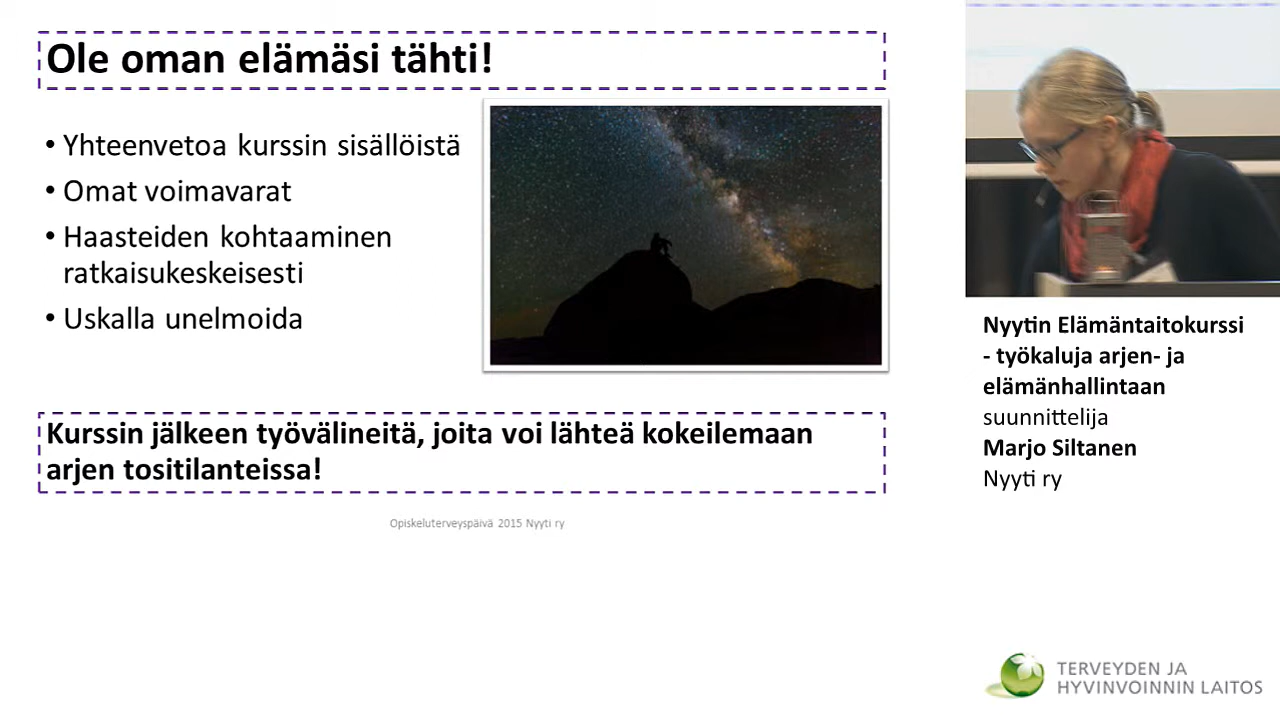 Ole oman elämäsi tähti!
• Yhteenvetoa kurssin sisällöistä
• Omat voimavarat
• Haasteiden kohtaaminen
ratkaisukeskeisesti
• Uskalla unelmoida
Kurssin jälkeen työvälineitä, joita voi lähteä kokeilemaan
arjen tositilanteissa!
Opiskeluterveyspäivä 2015 Nyyti ry
Nyytin Elämäntaitokurssi
- työkaluja arjen- ja
elämänhallintaan
suunnittelija
Marjo Siltanen
Nyyti ry
TERVEYDEN JA
HYVINVOINNIN LAITOS